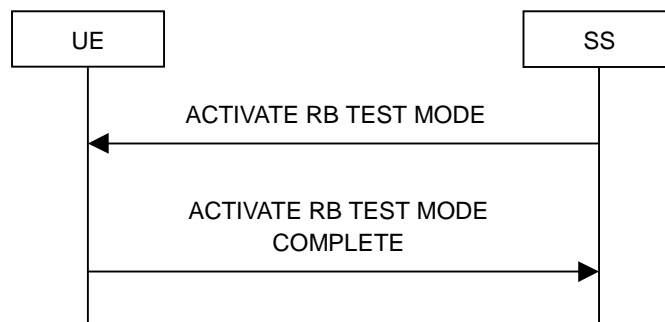 UE
SS
ACTIVATE RB TEST MODE
ACTIVATE RB TEST MODE
COMPLETE